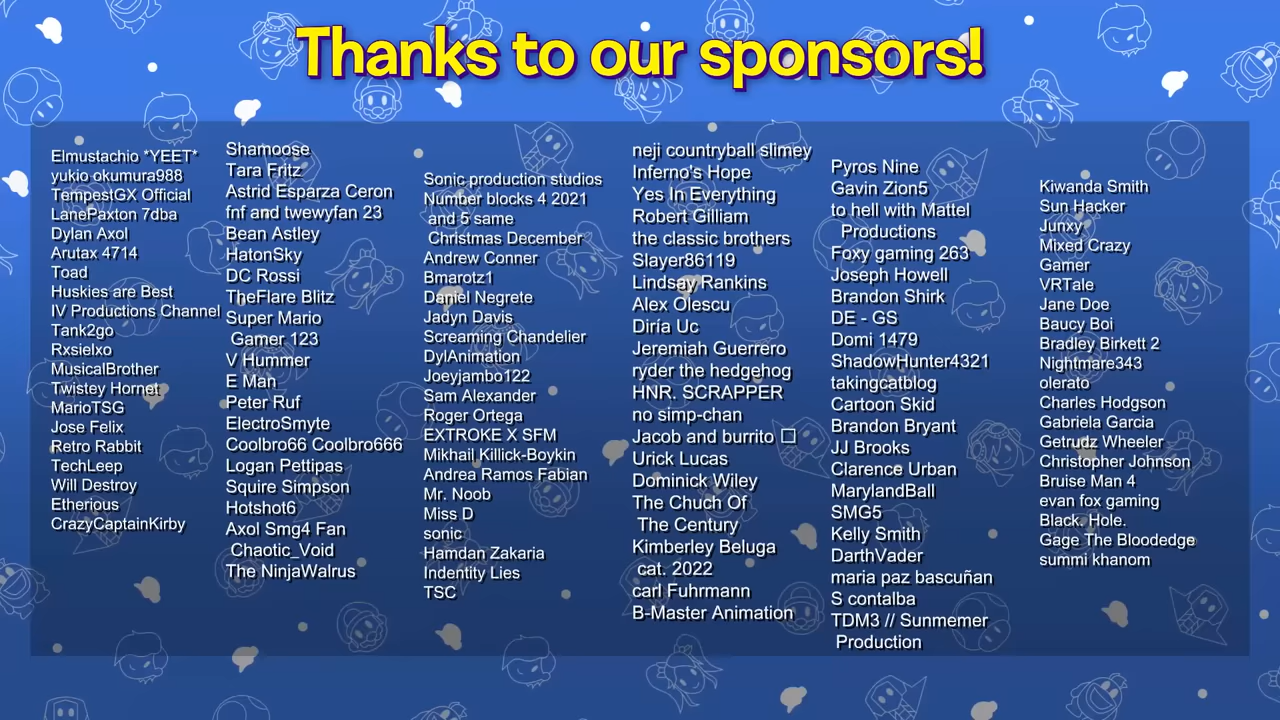 Thanks to our sponsors!
Elmustachio *YEET*
yukio okumura988
TempestGX Official
LanePaxton 7dba
Dylan Axol
Arutax 4714
Toad
Huskies are Best
IV Productions Channel
Tank2go
Rxsielxo
MusicalBrother
Twistey Hornet
MarioTSG
Jose Felix
Retro Rabbit
TechLeep
Will Destroy
Etherious
CrazyCaptainKirby
Shamoose
Tara Fritz
Astrid Esparza Ceron
fnf and twewyfan 23
Bean Astley
HatonSky
DC Rossi
TheFlare Blitz
Super Mario
Gamer 123
V Hummer
E Man
Peter Ruf
ElectroSmyte
Coolbro66 Coolbro666
Logan Pettipas
Squire Simpson
Hotshot6
Axol Smg4 Fan
Chaotic_Void
The NinjaWalrus
Sonic production studios
Number blocks 4 2021
and 5 same
Christmas December
Andrew Conner
Bmarotz1
Daniel Negrete
Jadyn Davis
Screaming Chandelier
DylAnimation
Joeyjambo122
Sam Alexander
Roger Ortega
EXTROKE X SFM
Mikhail Killick-Boykin
Andrea Ramos Fabian
Mr. Noob
Miss D
sonic
Hamdan Zakaria
Indentity Lies
TSC
neji countryball slimey
Inferno's Hope
Yes In Everything
Robert Gilliam
the classic brothers
Slayer86119
Lindsay Rankins
Alex Olescu
Diría Uc
Jeremiah Guerrero
ryder the hedgehog
HNR. SCRAPPER
no simp-chan
Jacob and burrito □
Urick Lucas
Dominick Wiley
The Chuch Of
The Century
Kimberley Beluga
cat. 2022
carl Fuhrmann
B-Master Animation
Pyros Nine
Gavin Zion5
to hell with Mattel
Productions
Foxy gaming 263
Joseph Howell
Brandon Shirk
DE - GS
Domi 1479
ShadowHunter4321
takingcatblog
Cartoon Skid
Brandon Bryant
JJ Brooks
Clarence Urban
MarylandBall
SMG5
Kelly Smith
DarthVader
maria paz bascuñan
S contalba
TDM3 // Sunmemer
Production
Kiwanda Smith
Sun Hacker
Junxy
Mixed Crazy
Gamer
VRTale
Jane Doe
Baucy Boi
Bradley Birkett 2
Nightmare343
olerato
Charles Hodgson
Gabriela Garcia
Getrudz Wheeler
Christopher Johnson
Bruise Man 4
evan fox gaming
Black. Hole.
Gage The Bloodedge
summi khanom